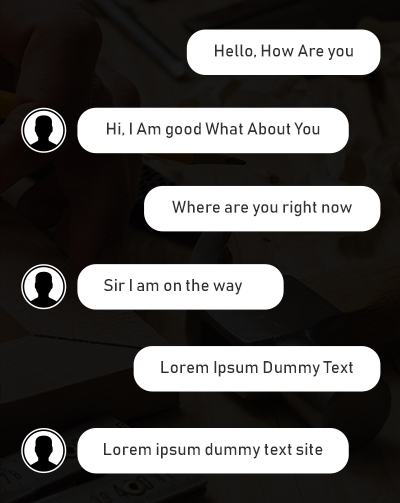 Hello, How Are you
Hi, I Am good What About You
Where are you right now
Sir I am on the way
Lorem Ipsum Dummy Text
Lorem ipsum dummy text site